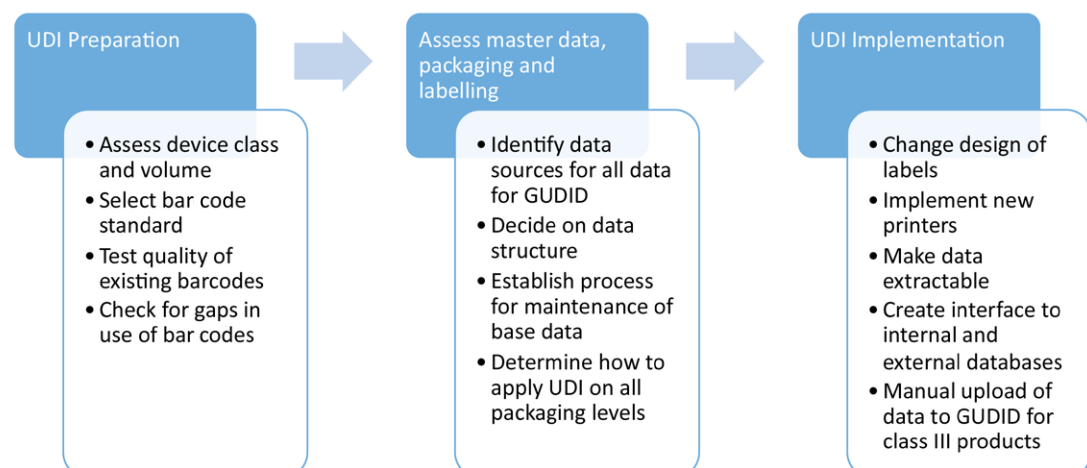 UDI Preparation
• Assess device class
and volume
• Select bar code
standard
• Test quality of
existing barcodes
• Check for gaps in
use of bar codes
Assess master data,
packaging and
labelling
• Identify data
sources for all data
for GUDID
• Decide on data
structure
• Establish process
for maintenance of
base data
• Determine how to
apply UDI on all
packaging levels
UDI Implementation
• Change design of
labels
• Implement new
printers
• Make data
extractable
• Create interface to
internal and
external databases
• Manual upload of
data to GUDID for
class III products